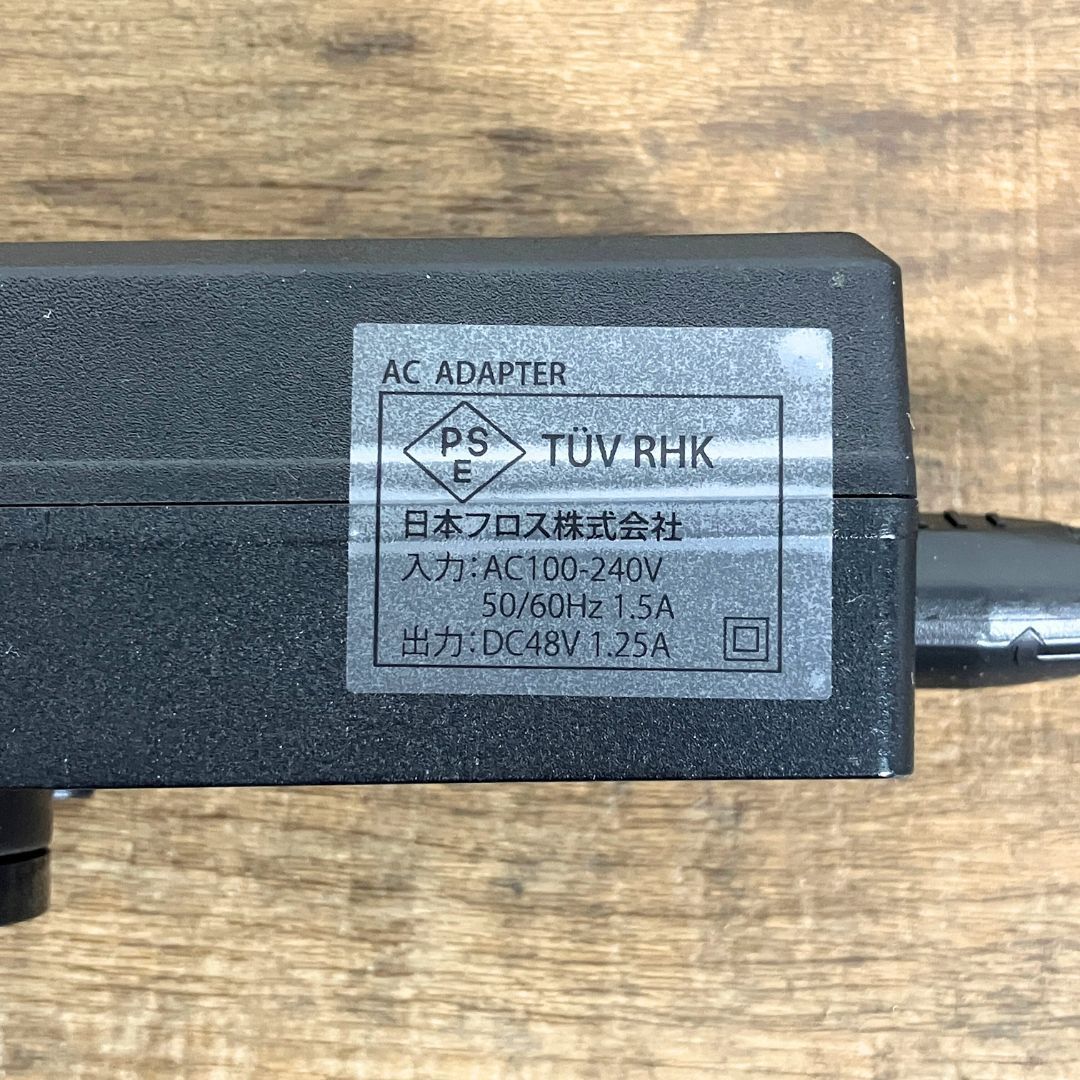 AC ADAPTER
PS
E
TÜV RHK
日本フロス株式会社
入力:AC100-240V
50/60Hz 1.5A
出力:DC48V 1.25A